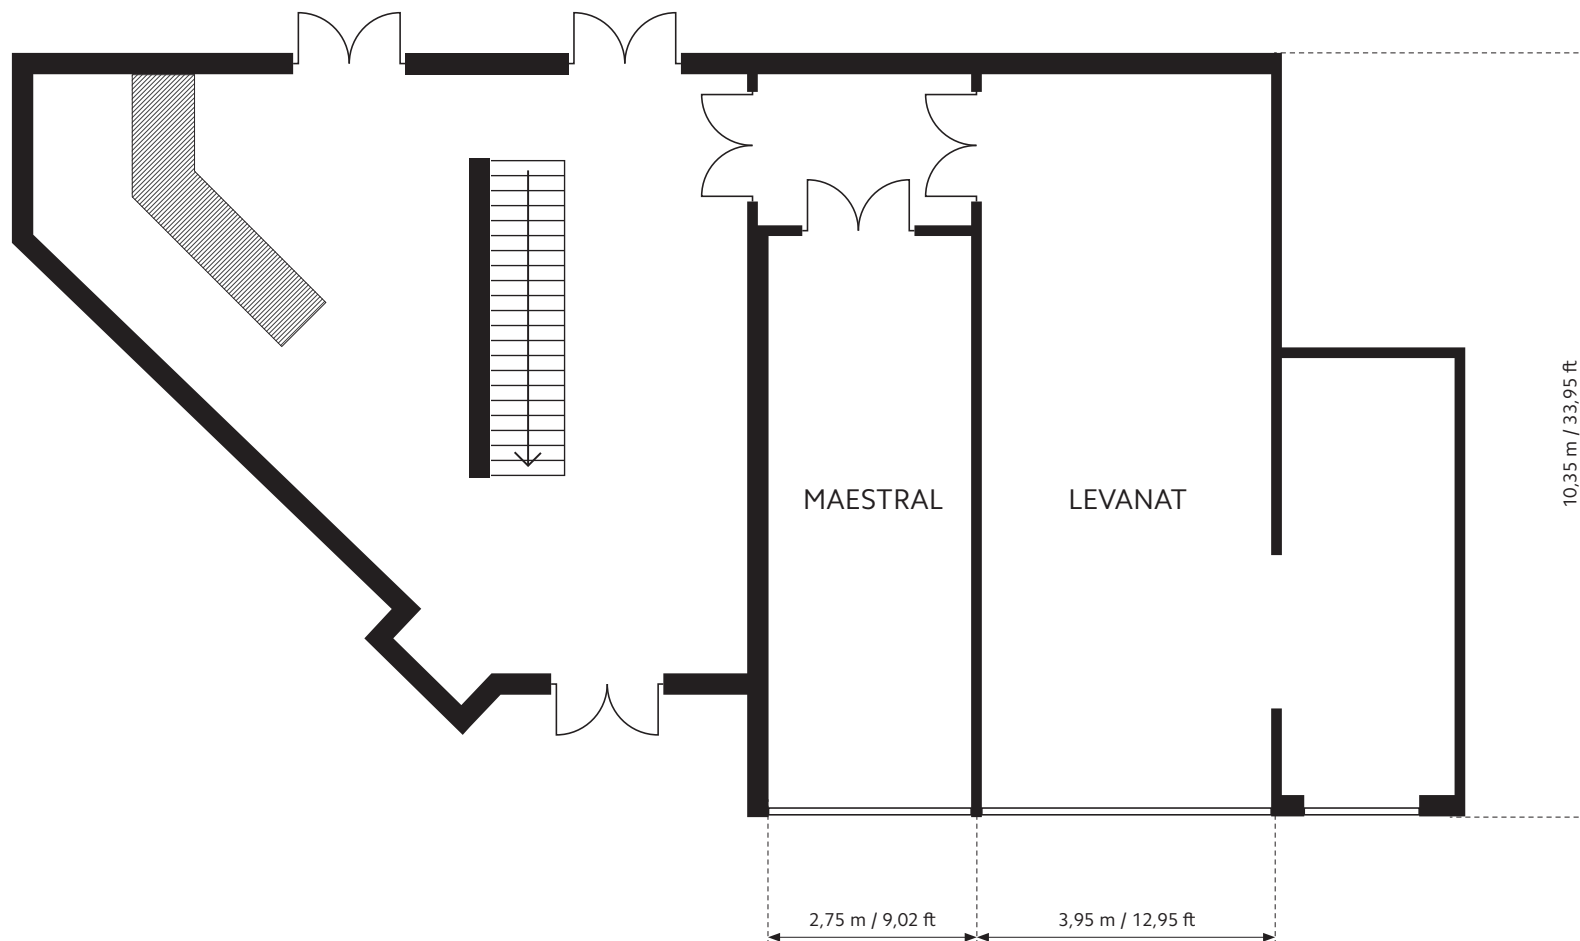 MAESTRAL
LEVANAT
10,35 m / 33,95 ft
2,75 m / 9,02 ft
3,95 m / 12,95 ft